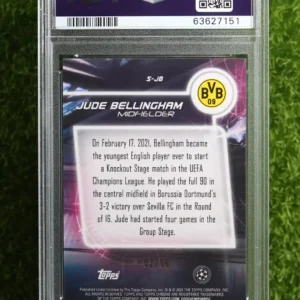 63627151
S-JB
BVB
09
JUDE BELLINGHAM
MIDFIELDER
On February 17, 2021, Bellingham became
the youngest English player ever to start
a Knockout Stage match in the UEFA
Champions League. He played the full 90
in the central midfield in Borussia Dortmund's
3-2 victory over Sevilla FC in the Round
of 16. Jude had started four games in the
Group Stage.
Topps